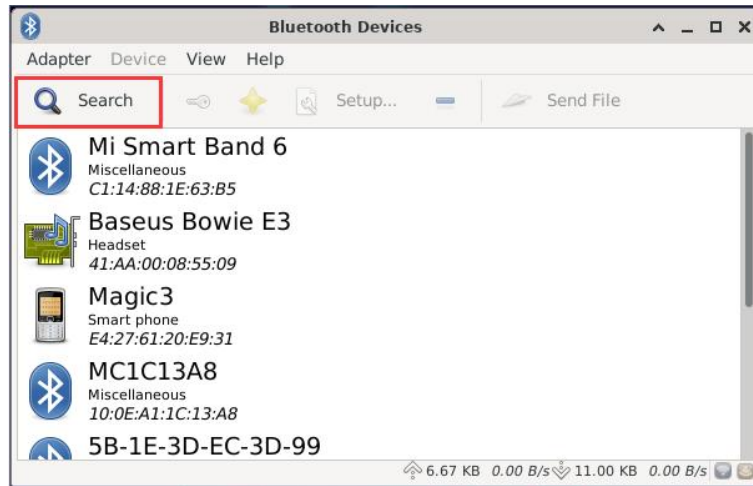 Bluetooth Devices
Adapter Device View Help
Search Setup... Send File
Mi Smart Band 6
Miscellaneous
C1:14:88:1E:63:B5
Baseus Bowie E3
Headset
41:AA:00:08:55:09
Magic3
Smart phone
E4:27:61:20:E9:31
MC1C13A8
Miscellaneous
10:0E:A1:1C:13:A8
5B-1E-3D-EC-3D-99
6.67 KB 0.00 B/s 11.00 KB 0.00 B/s